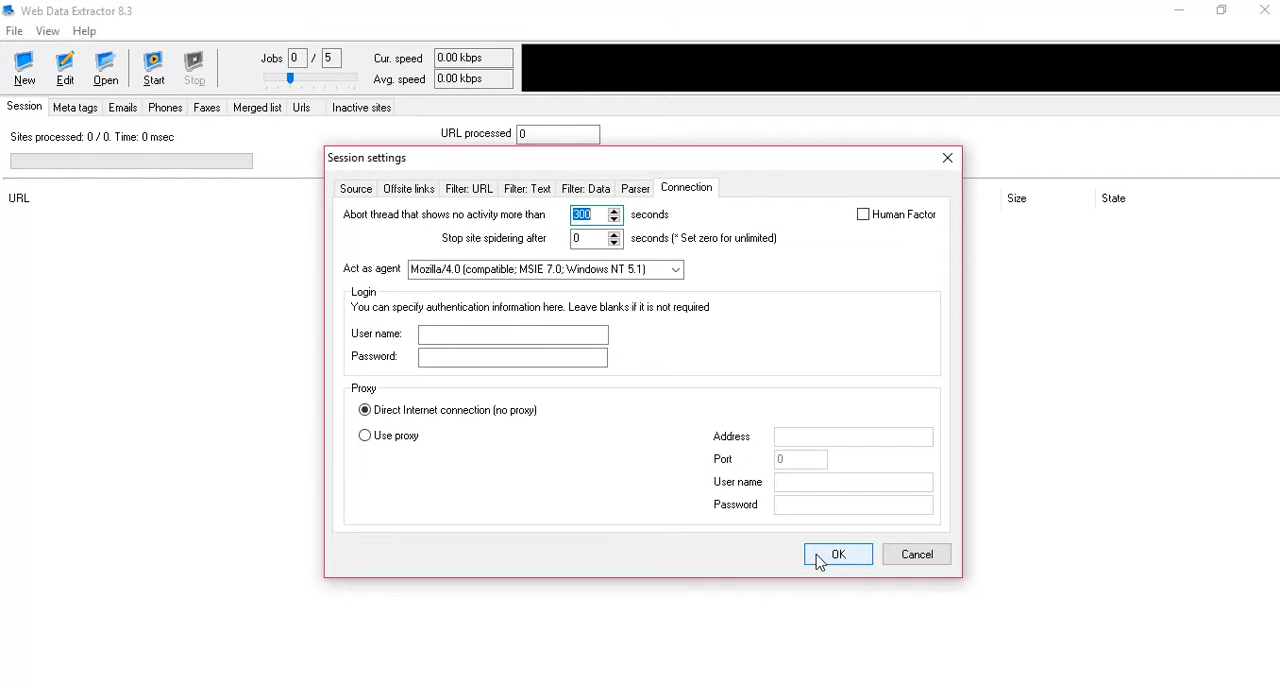 Web Data Extractor 8.3
File View Help
New Edit Open Start Stop Jobs 0 / 5 Cur. speed 0.00 kbps
Avg. speed 0.00 kbps
Session Meta tags Emails Phones Faxes Merged list Urls Inactive sites
Sites processed: 0 / 0. Time: 0 msec URL processed 0
URL Size State
Session settings
Source Offsite links Filter: URL Filter: Text Filter: Data Parser Connection
Abort thread that shows no activity more than 300 seconds Human Factor
Stop site spidering after 0 seconds (* Set zero for unlimited)
Act as agent Mozilla/4.0 (compatible; MSIE 7.0; Windows NT 5.1)
Login
You can specify authentication information here. Leave blanks if it is not required
User name:
Password:
Proxy
Direct Internet connection (no proxy)
Use proxy Address
Port 0
User name
Password
OK Cancel